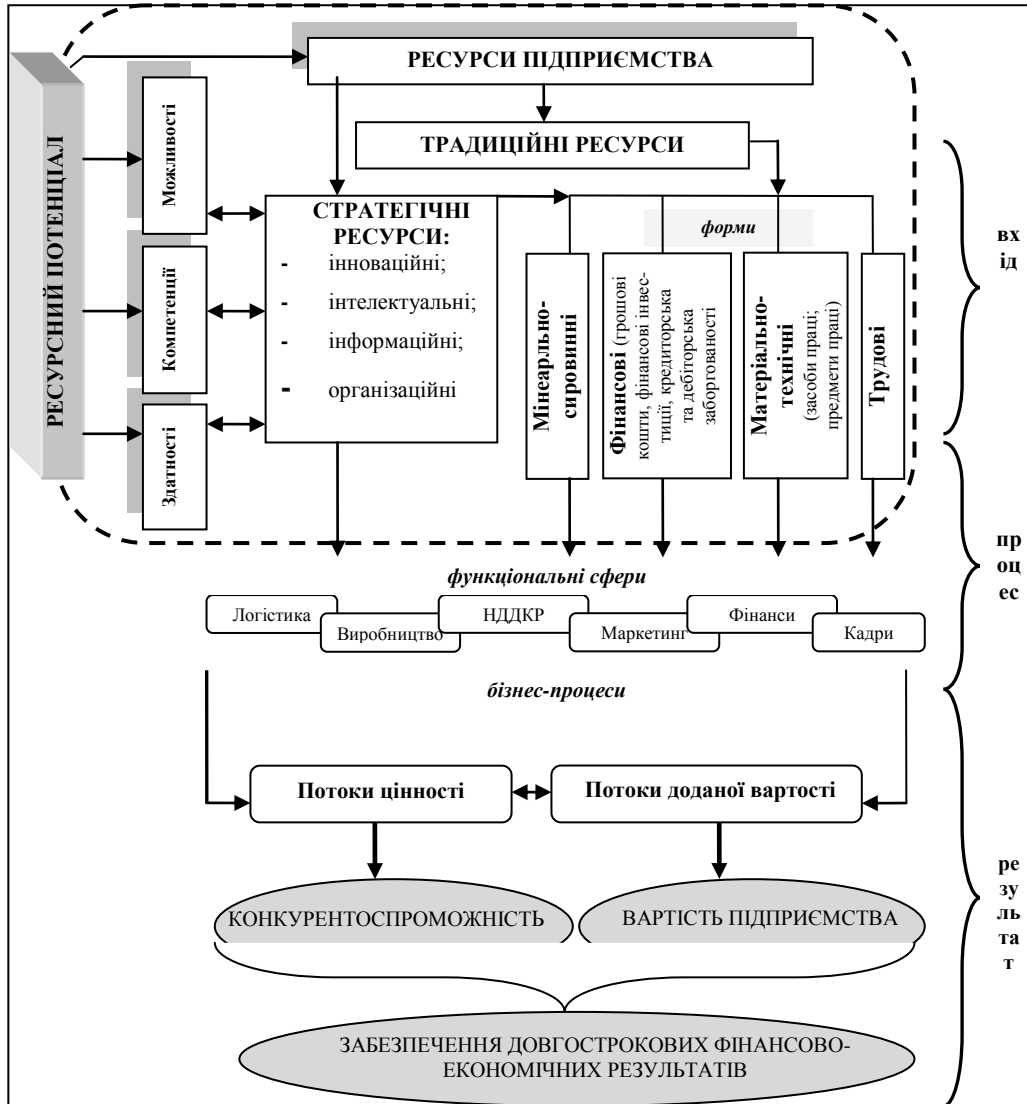 РЕСУРСИ ПІДПРИЄМСТВА
ТРАДИЦІЙНІ РЕСУРСИ
РЕСУРСНИЙ ПОТЕНЦІАЛ
Можливості
Компетенції
Здатності
СТРАТЕГІЧНІ
РЕСУРСИ:
- інноваційні;
- інтелектуальні;
- інформаційні;
- організаційні
форми
Мінеарльно-
сировинні
Фінансові (грошові
кошти, фінансові інвес-
тиції, кредиторська
та дебіторська
заборгованості
Матеріально-
технічні
(засоби праці;
предмети праці)
Трудові
вх
ід
функціональні сфери
Логістика
Виробництво
НДДКР
Маркетинг
Фінанси
Кадри
пр
оц
ес
бізнес-процеси
Потоки цінності
Потоки доданої вартості
КОНКУРЕНТОСПРОМОЖНІСТЬ
ВАРТІСТЬ ПІДПРИЄМСТВА
ре
зу
ль
та
т
ЗАБЕЗПЕЧЕННЯ ДОВГОСТРОКОВИХ ФІНАНСОВО-
ЕКОНОМІЧНИХ РЕЗУЛЬТАТІВ